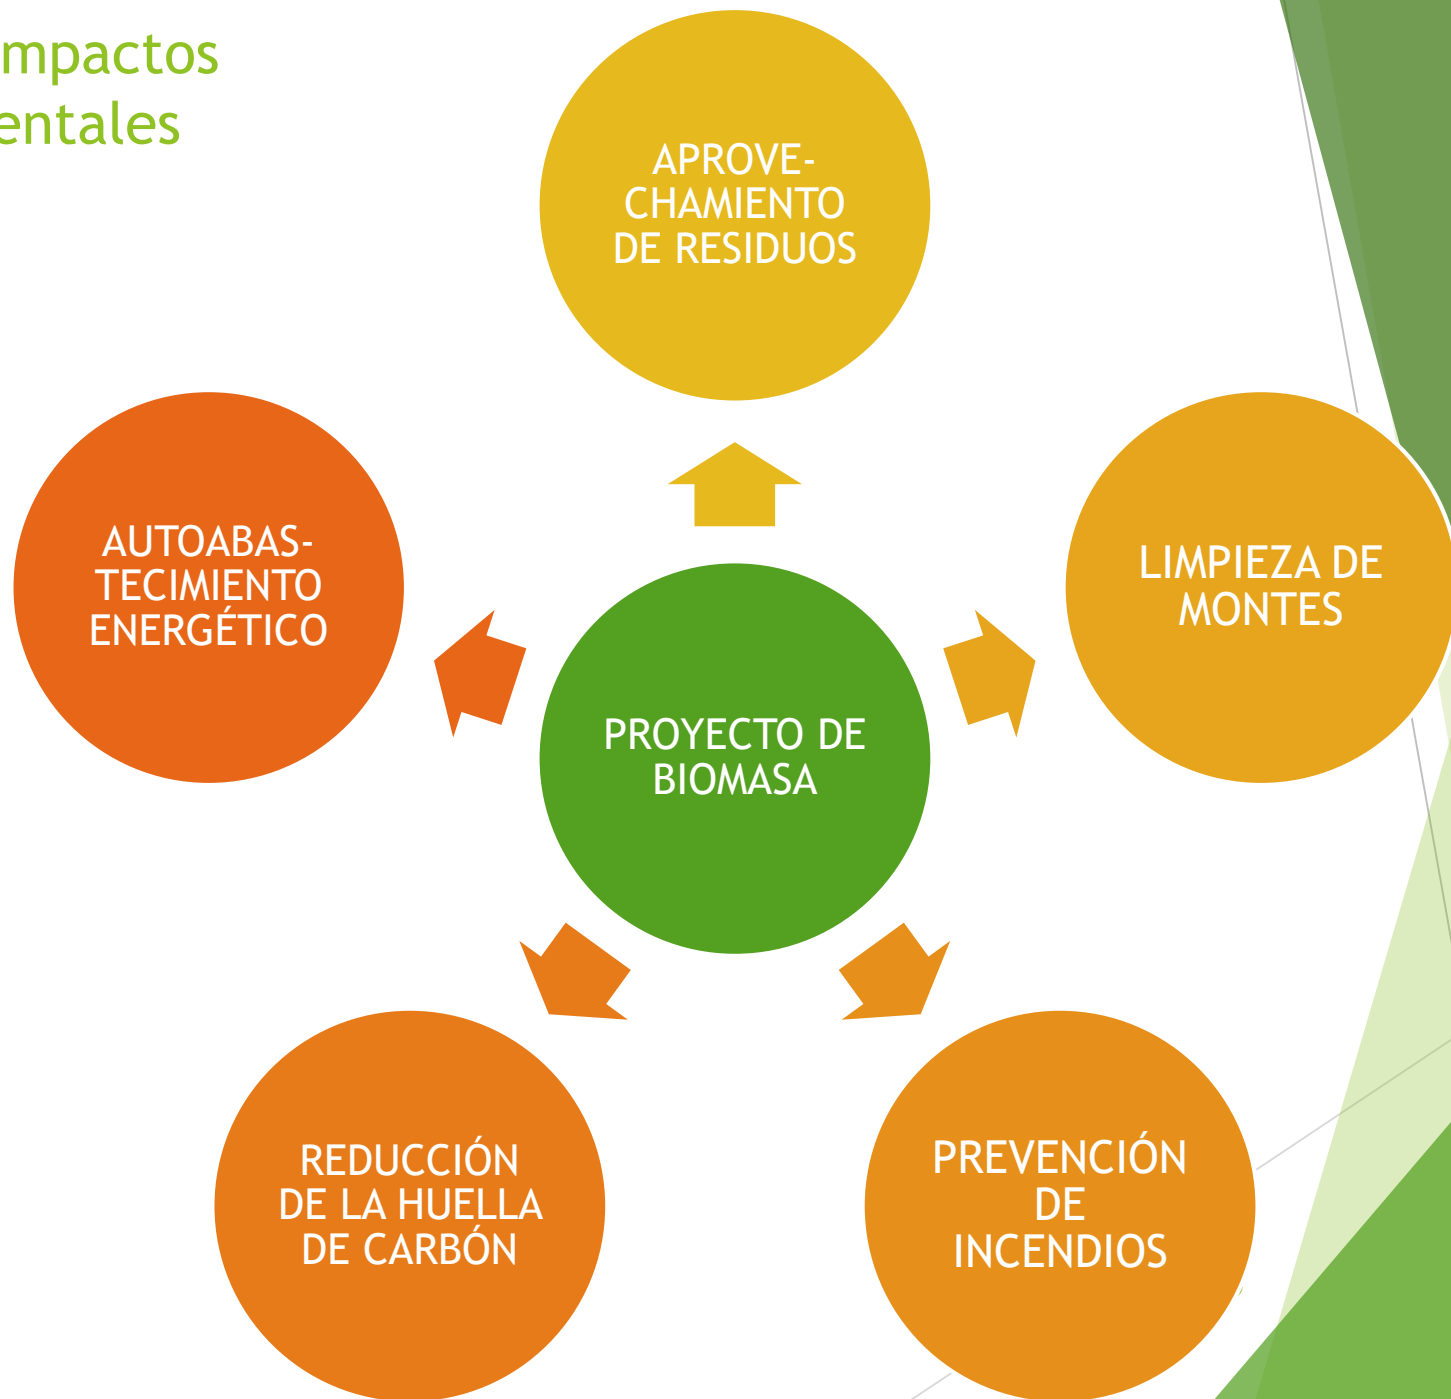 mpactos
entales
APROVE-
CHAMIENTO
DE RESIDUOS
LIMPIEZA DE
MONTES
PREVENCIÓN
DE
INCENDIOS
REDUCCIÓN
DE LA HUELLA
DE CARBÓN
AUTOABAS-
TECIMIENTO
ENERGÉTICO
PROYECTO DE
BIOMASA